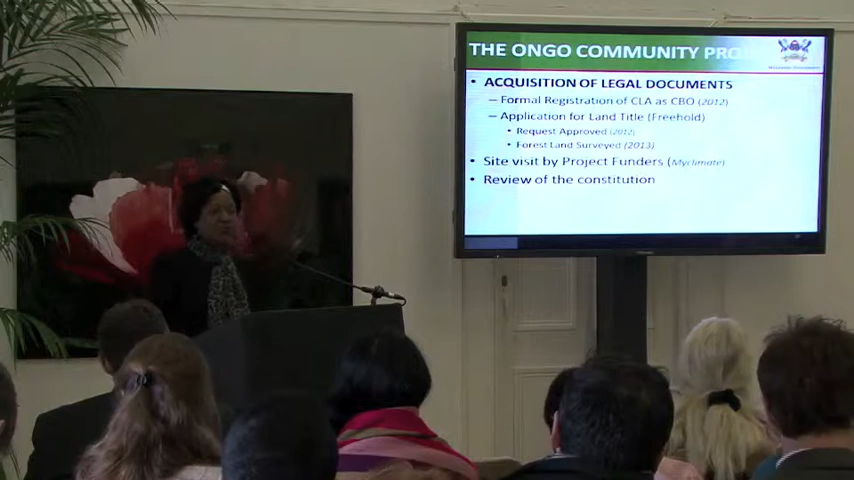 THE ONGO COMMUNITY
• ACQUISITION OF LEGAL DOCUMENTS
– Formal Registration of CLA as CBO (2012)
– Application for Land Title (Freehold)
• Request Approved (2012)
• Forest Land Surveyed (2013)
• Site visit by Project Funders (Myclimate)
• Review of the constitution